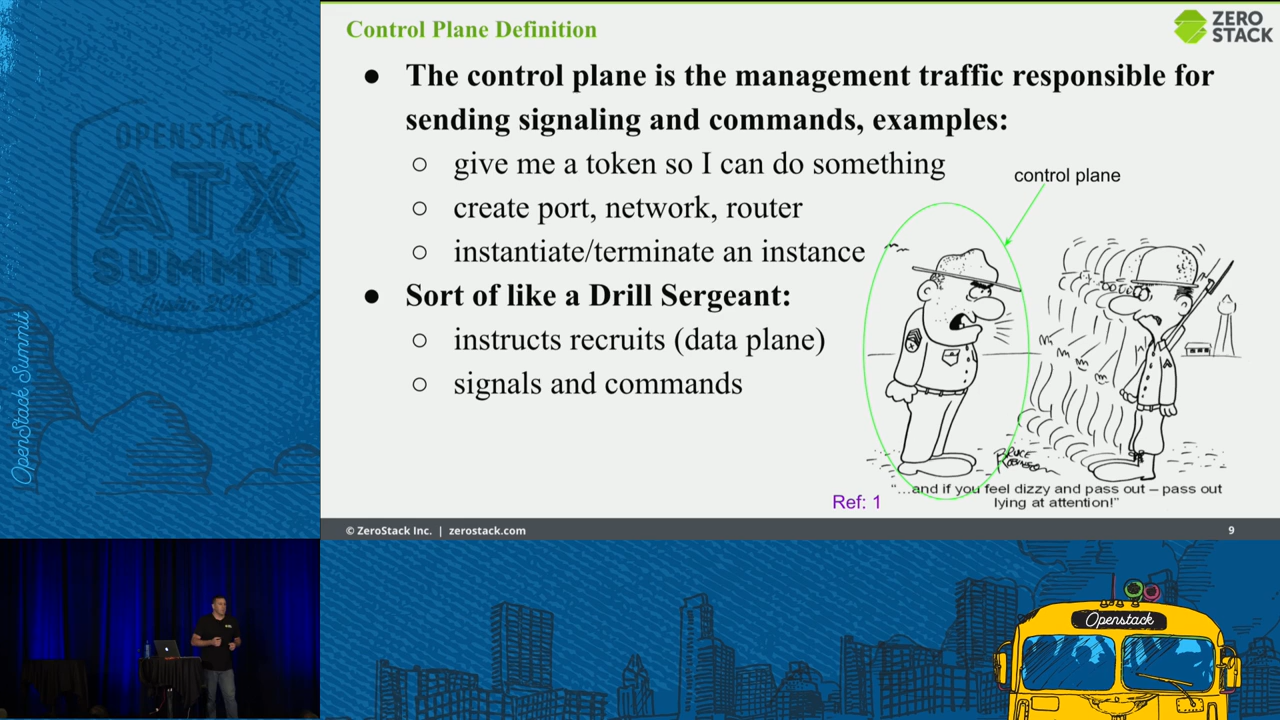 Control Plane Definition
ZERO
STACK
● The control plane is the management traffic responsible for
sending signaling and commands, examples:
○ give me a token so I can do something
○ create port, network, router
○ instantiate/terminate an instance
● Sort of like a Drill Sergeant:
○ instructs recruits (data plane)
○ signals and commands
control plane
BRUCE
ROBINSON
"...and if you feel dizzy and pass out – pass out
lying at attention!"
Ref: 1
© ZeroStack Inc. | zerostack.com
9
OPENSTACK
ATX
SUMMIT
OpenStack Summit
Openstack